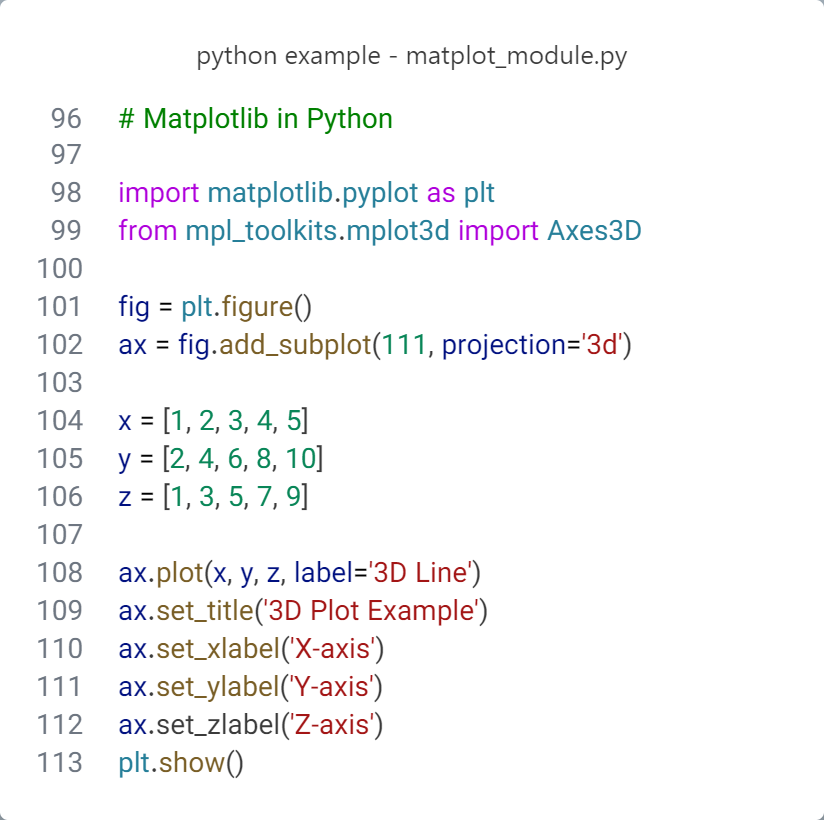 python example - matplot_module.py
96 # Matplotlib in Python
97
98 import matplotlib.pyplot as plt
99 from mpl_toolkits.mplot3d import Axes3D
100
101 fig = plt.figure()
102 ax = fig.add_subplot(111, projection='3d')
103
104 x = [1, 2, 3, 4, 5]
105 y = [2, 4, 6, 8, 10]
106 z = [1, 3, 5, 7, 9]
107
108 ax.plot(x, y, z, label='3D Line')
109 ax.set_title('3D Plot Example')
110 ax.set_xlabel('X-axis')
111 ax.set_ylabel('Y-axis')
112 ax.set_zlabel('Z-axis')
113 plt.show()